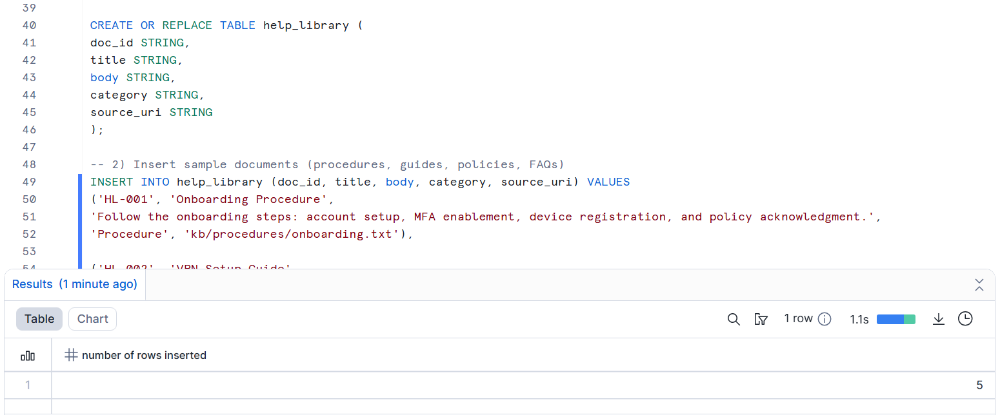 39
40 CREATE OR REPLACE TABLE help_library (
41 doc_id STRING,
42 title STRING,
43 body STRING,
44 category STRING,
45 source_uri STRING
46 );
47
48 -- 2) Insert sample documents (procedures, guides, policies, FAQs)
49 INSERT INTO help_library (doc_id, title, body, category, source_uri) VALUES
50 ('HL-001', 'Onboarding Procedure',
51 'Follow the onboarding steps: account setup, MFA enablement, device registration, and policy acknowledgment.',
52 'Procedure', 'kb/procedures/onboarding.txt'),
53
54 ('HL-002', 'VPN Setup Guide'
Results (1 minute ago)
Table Chart 1 row 1.1s
number of rows inserted
1 5